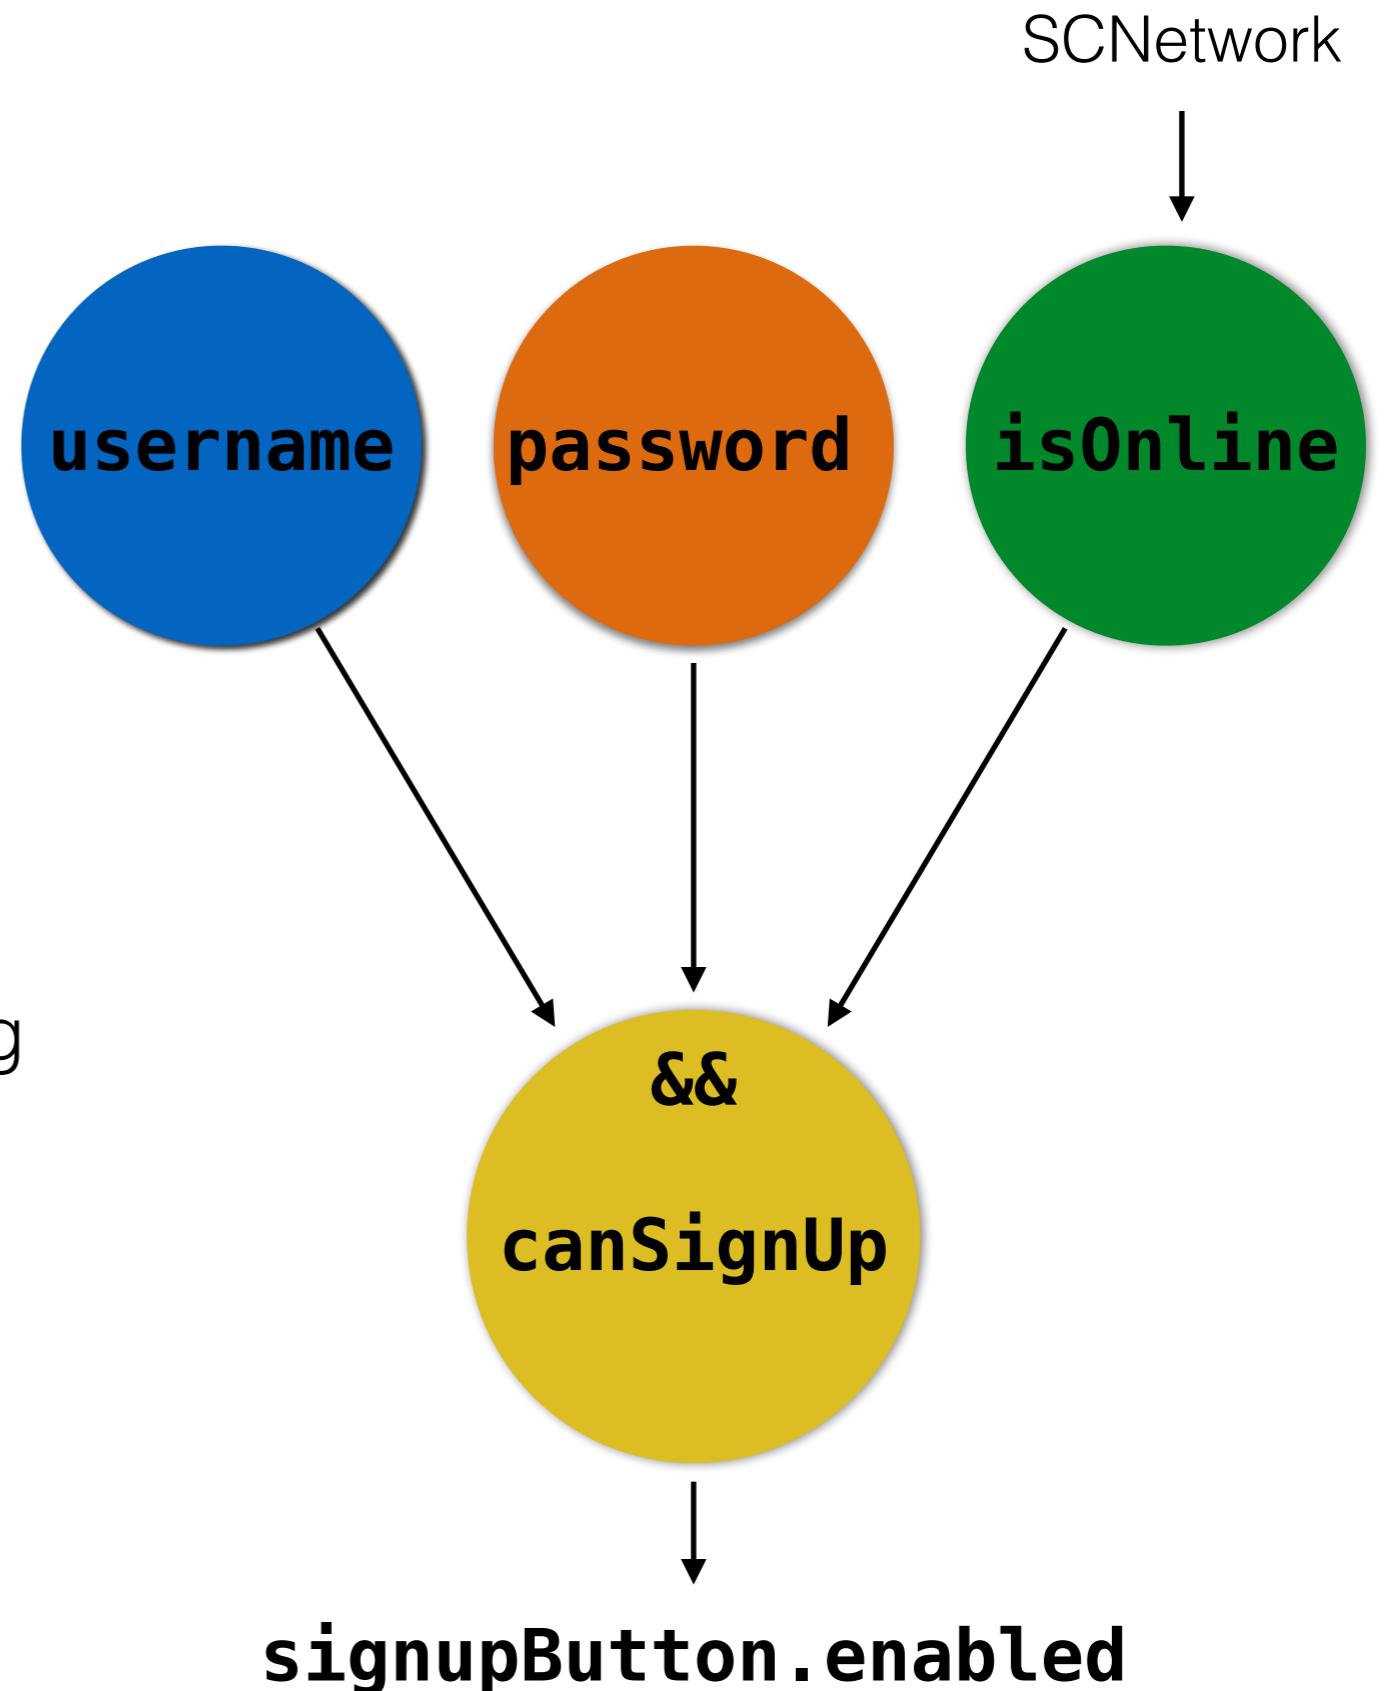 SCNetwork
username password isOnline
g
&&
canSignUp
signupButton.enabled